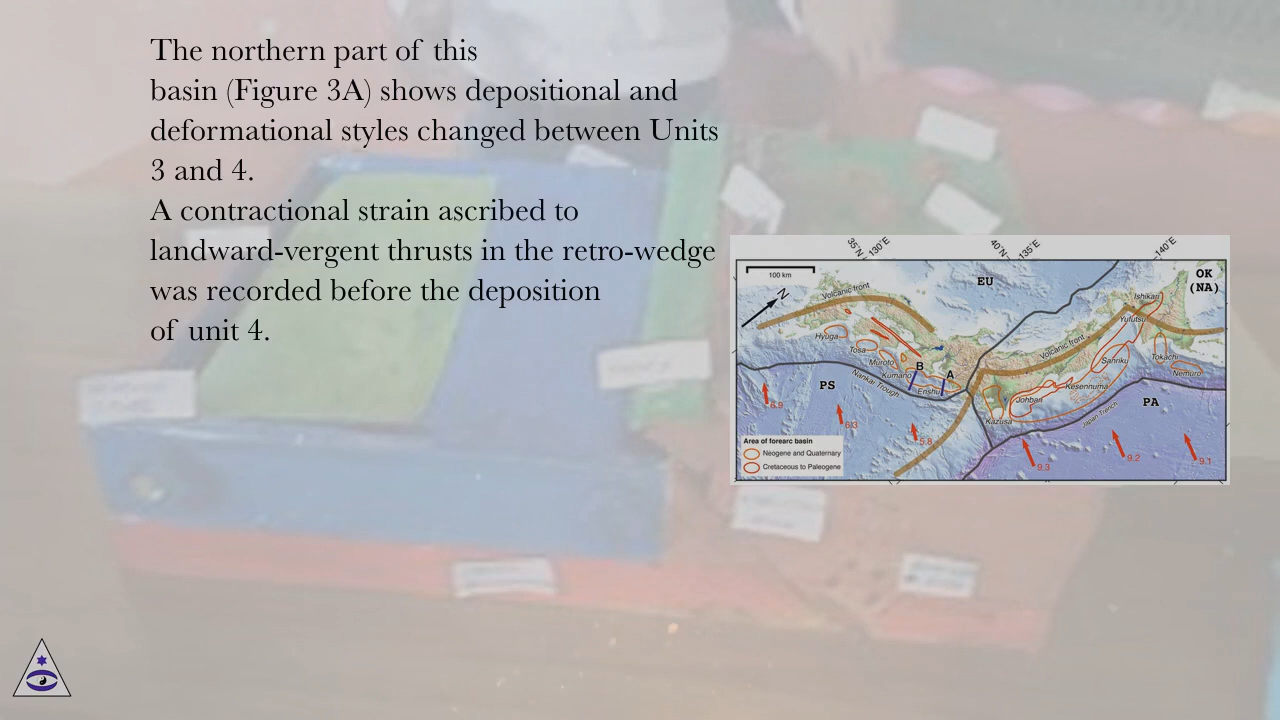 The northern part of this
basin (Figure 3A) shows depositional and
deformational styles changed between Units
3 and 4.
A contractional strain ascribed to
landward-vergent thrusts in the retro-wedge
was recorded before the deposition
of unit 4.
35°N
130°E
40°N
135°E
140°E
100 km
N
EU
OK
(NA)
Volcanic front
Ishikari
Yufutsu
Hyuga
Tosa
Muroto
Kumano
B
A
Enshu
Volcanic front
Sanriku
Tokachi
Nemuro
PS
Nankai Trough
Kesennuma
Johban
Kazusa
Japan Trench
PA
6.9
6.3
5.8
9.3
9.2
9.1
Area of forearc basin
Neogene and Quaternary
Cretaceous to Paleogene